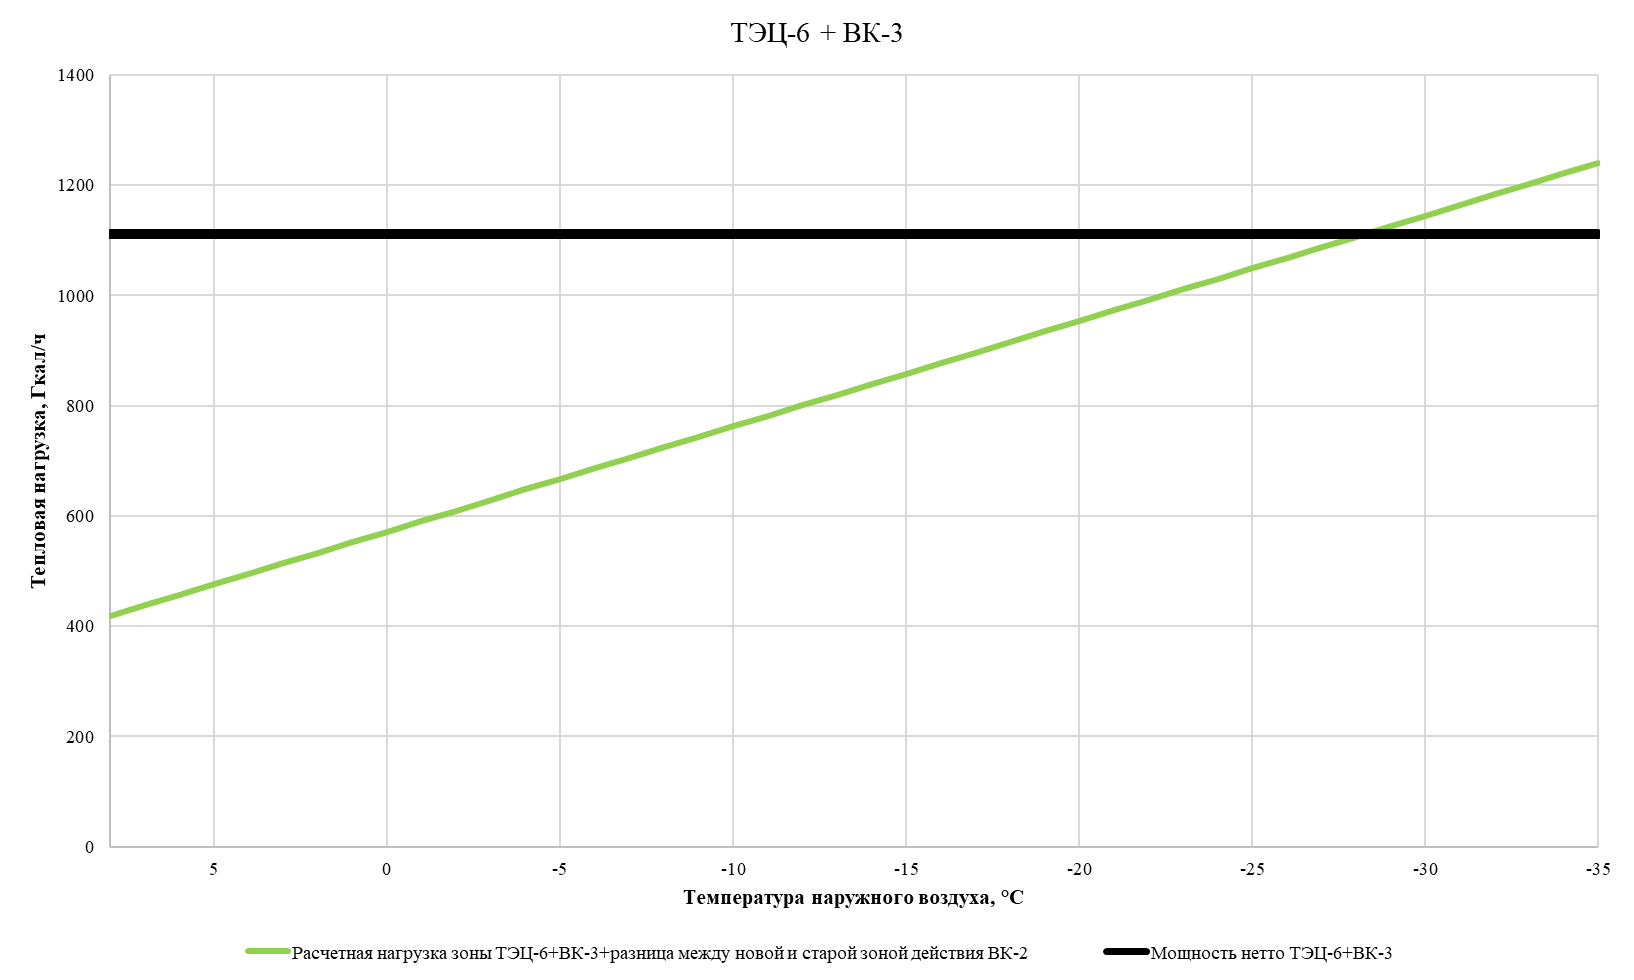 ТЭЦ-6 + ВК-3
1400
1200
1000
800
600
400
200
0
Тепловая нагрузка, Гкал/ч
5 0 -5 -10 -15 -20 -25 -30 -35
Температура наружного воздуха, °С
Расчетная нагрузка зоны ТЭЦ-6+ВК-3+разница между новой и старой зоной действия ВК-2 Мощность нетто ТЭЦ-6+ВК-3